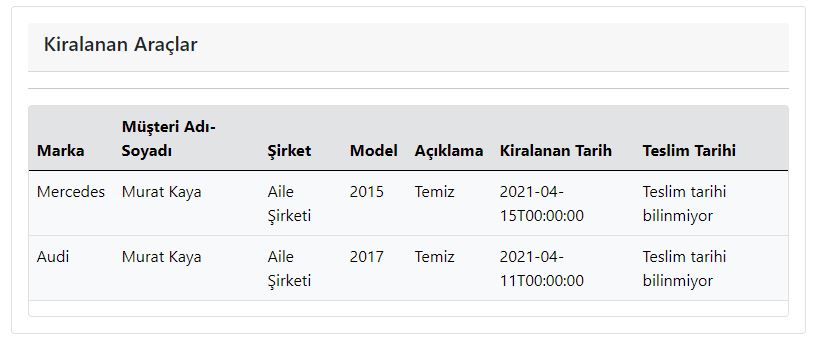 Kiralanan Araçlar
Marka Müşteri Adı-Soyadı Şirket Model Açıklama Kiralanan Tarih Teslim Tarihi
Mercedes Murat Kaya Aile Şirketi 2015 Temiz 2021-04-15T00:00:00 Teslim tarihi bilinmiyor
Audi Murat Kaya Aile Şirketi 2017 Temiz 2021-04-11T00:00:00 Teslim tarihi bilinmiyor